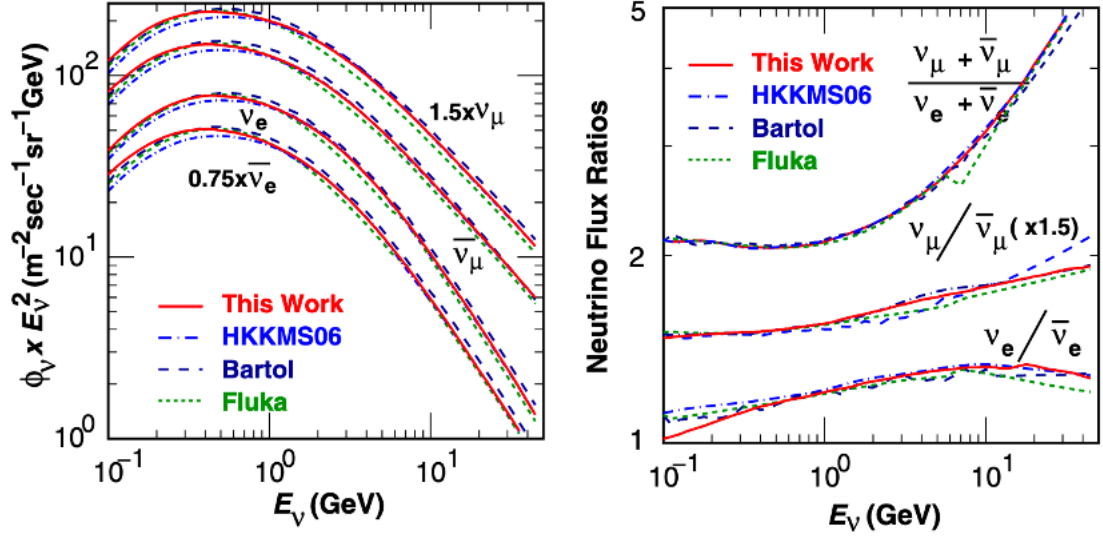 ϕ_ν x E_ν² (m⁻²sec⁻¹sr⁻¹GeV)
10²
10¹
10⁰
1.5xν_μ
ν_e
0.75xν̅_e
ν̅_μ
This Work
HKKMS06
Bartol
Fluka
10⁻¹
10⁰
10¹
E_ν (GeV)
Neutrino Flux Ratios
5
2
1
This Work
HKKMS06
Bartol
Fluka
ν_μ + ν̅_μ
ν_e + ν̅_e
ν_μ/ν̅_μ (x1.5)
ν_e/ν̅_e
10⁻¹
10⁰
10¹
E_ν (GeV)